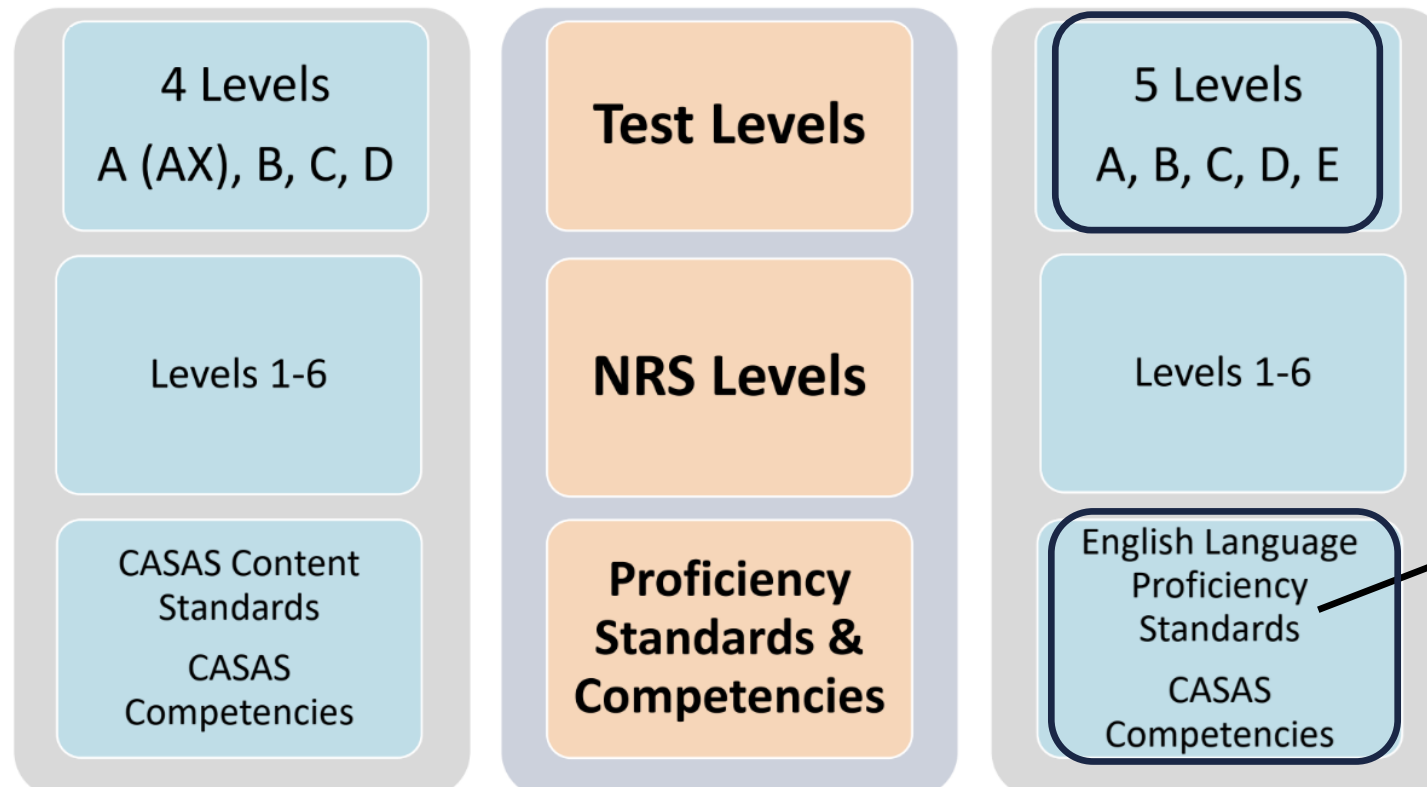 4 Levels
A (AX), B, C, D
Test Levels
5 Levels
A, B, C, D, E
Levels 1-6
NRS Levels
Levels 1-6
CASAS Content
Standards
CASAS
Competencies
Proficiency
Standards &
Competencies
English Language
Proficiency
Standards
CASAS
Competencies